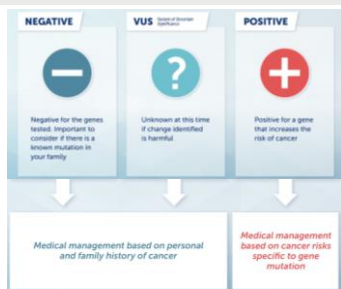 NEGATIVE
Negative for the genes
tested. Important to
consider if there is a
known mutation in
your family
VUS Variant of Uncertain
Significance
?
Unknown at this time
if change identified
is harmful
POSITIVE
Positive for a gene
that increases the
risk of cancer
Medical management based on personal
and family history of cancer
Medical management
based on cancer risks
specific to gene
mutation